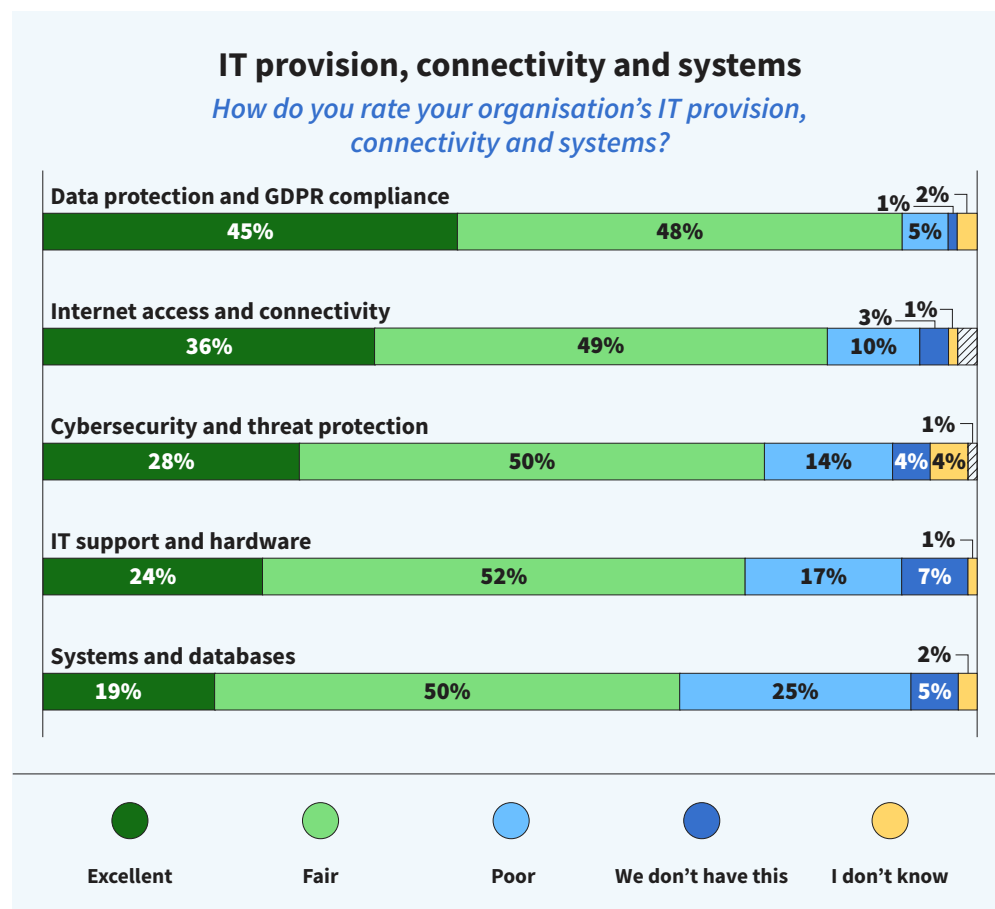 IT provision, connectivity and systems
How do you rate your organisation’s IT provision,
connectivity and systems?
Data protection and GDPR compliance
1% 2%
45% 48% 5%
Internet access and connectivity
3% 1%
36% 49% 10%
Cybersecurity and threat protection
1%
28% 50% 14% 4% 4%
IT support and hardware
1%
24% 52% 17% 7%
Systems and databases
2%
19% 50% 25% 5%
Excellent Fair Poor We don’t have this I don’t know